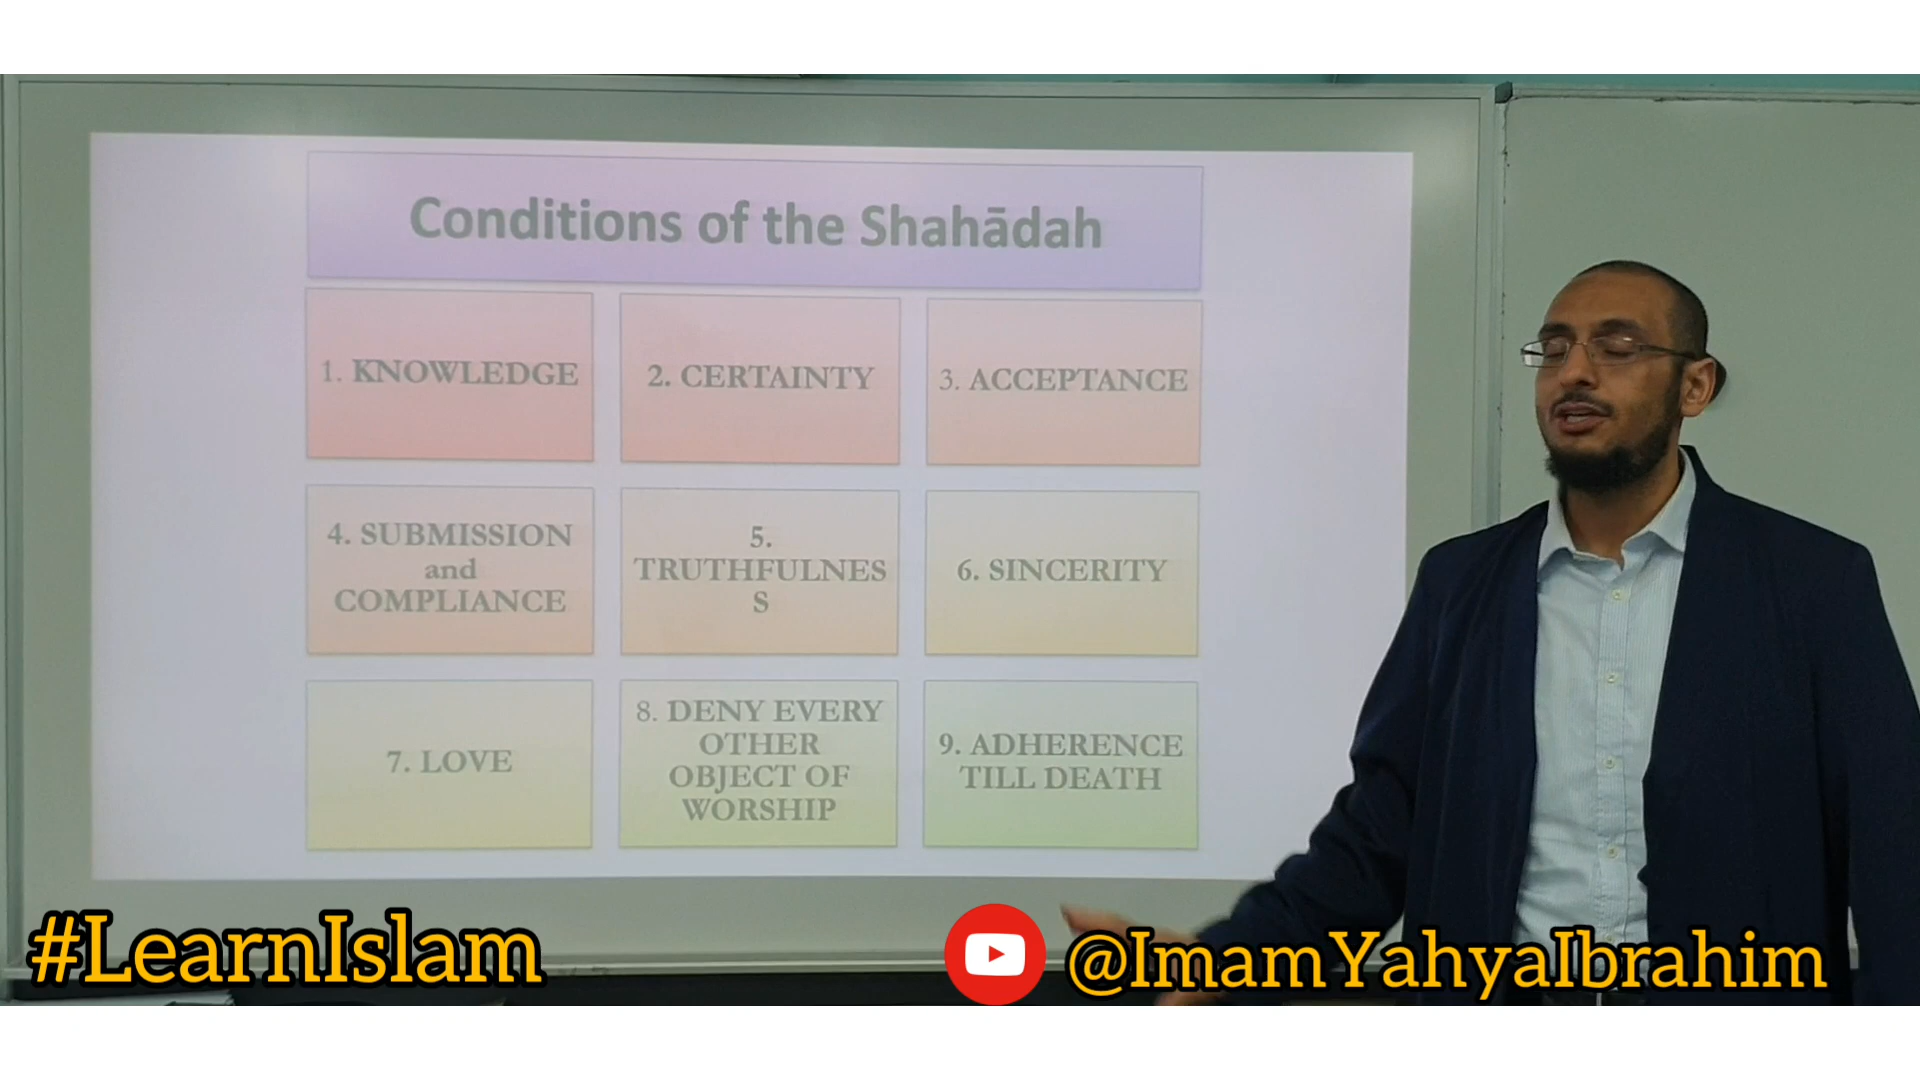 Conditions of the Shahādah
1. KNOWLEDGE
2. CERTAINTY
3. ACCEPTANCE
4. SUBMISSION
and
COMPLIANCE
5.
TRUTHFULNES
S
6. SINCERITY
7. LOVE
8. DENY EVERY
OTHER
OBJECT OF
WORSHIP
9. ADHERENCE
TILL DEATH
#LearnIslam
@ImamYahyaIbrahim